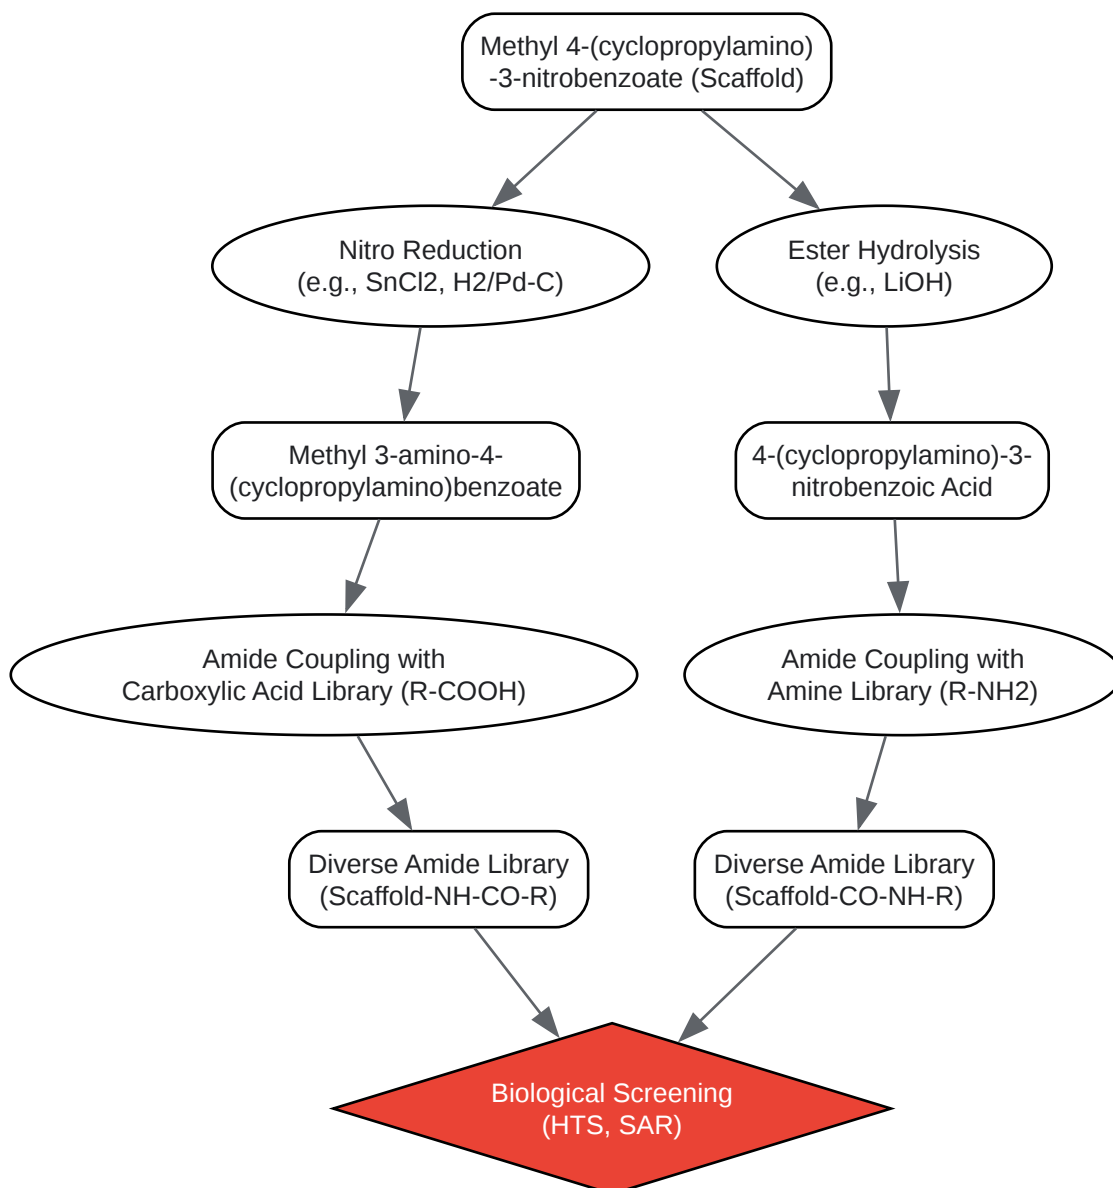 Methyl 4-(cyclopropylamino)
-3-nitrobenzoate (Scaffold)
Nitro Reduction
(e.g., SnCl2, H2/Pd-C)
Ester Hydrolysis
(e.g., LiOH)
Methyl 3-amino-4-
(cyclopropylamino)benzoate
4-(cyclopropylamino)-3-
nitrobenzoic Acid
Amide Coupling with
Carboxylic Acid Library (R-COOH)
Amide Coupling with
Amine Library (R-NH2)
Diverse Amide Library
(Scaffold-NH-CO-R)
Diverse Amide Library
(Scaffold-CO-NH-R)
Biological Screening
(HTS, SAR)